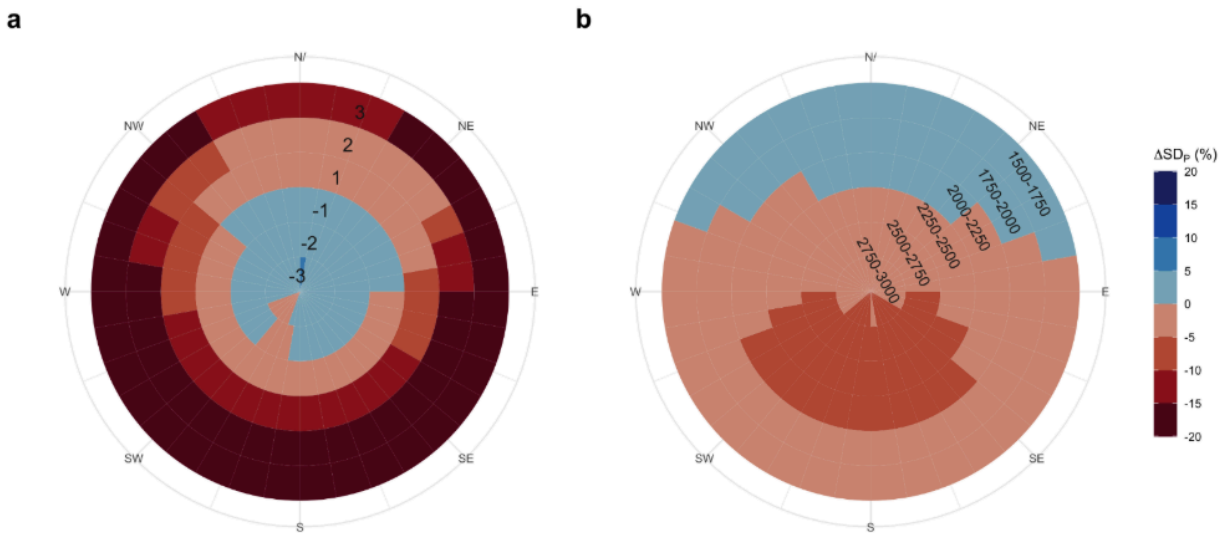 a
b
N/
NE
E
SE
S
SW
W
NW
3
2
1
-1
-2
-3
N/
NE
E
SE
S
SW
W
NW
1500-1750
1750-2000
2000-2250
2250-2500
2500-2750
2750-3000
ΔSDₚ (%)
20
15
10
5
0
-5
-10
-15
-20